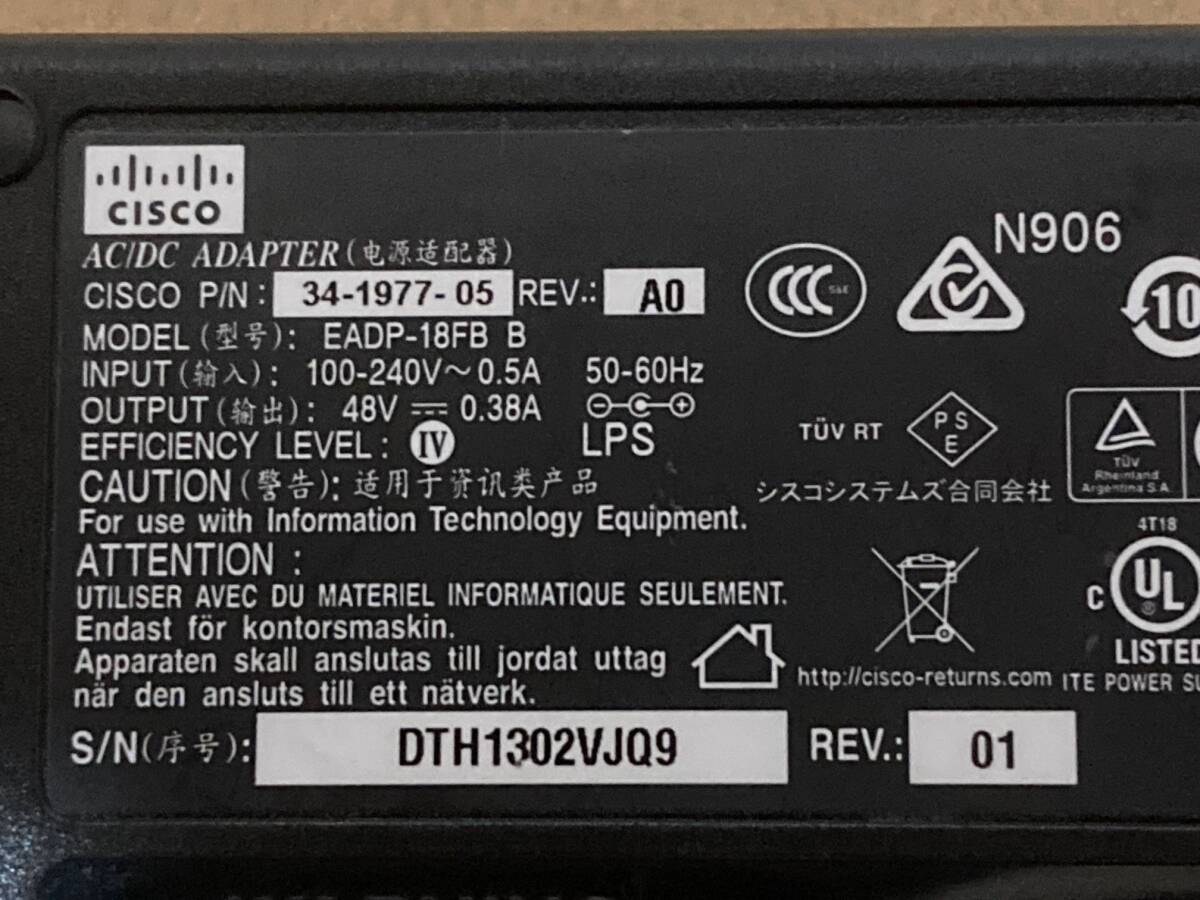 CISCO
AC/DC ADAPTER (电源适配器)
CISCO P/N : 34-1977-05 REV.: A0
MODEL (型号): EADP-18FB B
INPUT (输入): 100-240V～0.5A 50-60Hz
OUTPUT (输出): 48V ⎓ 0.38A
EFFICIENCY LEVEL : IV LPS
CAUTION (警告): 适用于资讯类产品
For use with Information Technology Equipment.
ATTENTION :
UTILISER AVEC DU MATERIEL INFORMATIQUE SEULEMENT.
Endast för kontorsmaskin.
Apparaten skall anslutas till jordat uttag
när den ansluts till ett nätverk.
S/N(序号): DTH1302VJQ9 REV.: 01
N906
CCC S&E
10
TÜV RT
PSE
TÜV
Rheinland
Argentina S.A.
シスコシステムズ合同会社
4T18
C UL ®
LISTED
http://cisco-returns.com
ITE POWER